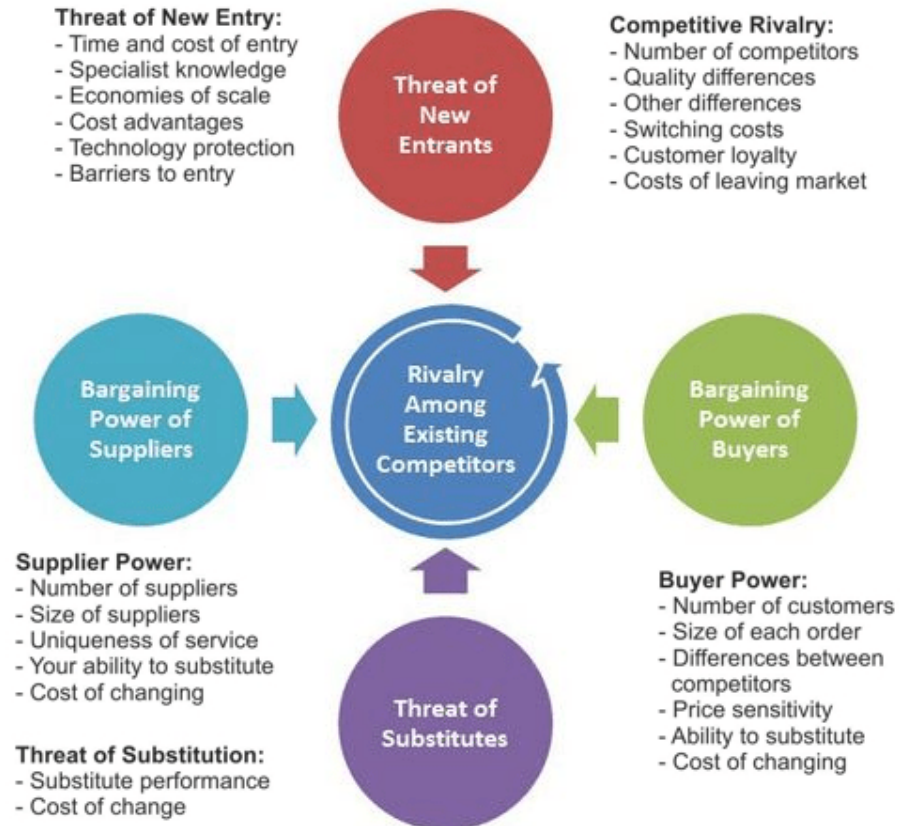 Threat of New Entry:
- Time and cost of entry
- Specialist knowledge
- Economies of scale
- Cost advantages
- Technology protection
- Barriers to entry
Threat of
New
Entrants
Competitive Rivalry:
- Number of competitors
- Quality differences
- Other differences
- Switching costs
- Customer loyalty
- Costs of leaving market
Bargaining
Power of
Suppliers
Rivalry
Among
Existing
Competitors
Bargaining
Power of
Buyers
Supplier Power:
- Number of suppliers
- Size of suppliers
- Uniqueness of service
- Your ability to substitute
- Cost of changing
Threat of Substitution:
- Substitute performance
- Cost of change
Threat of
Substitutes
Buyer Power:
- Number of customers
- Size of each order
- Differences between
competitors
- Price sensitivity
- Ability to substitute
- Cost of changing